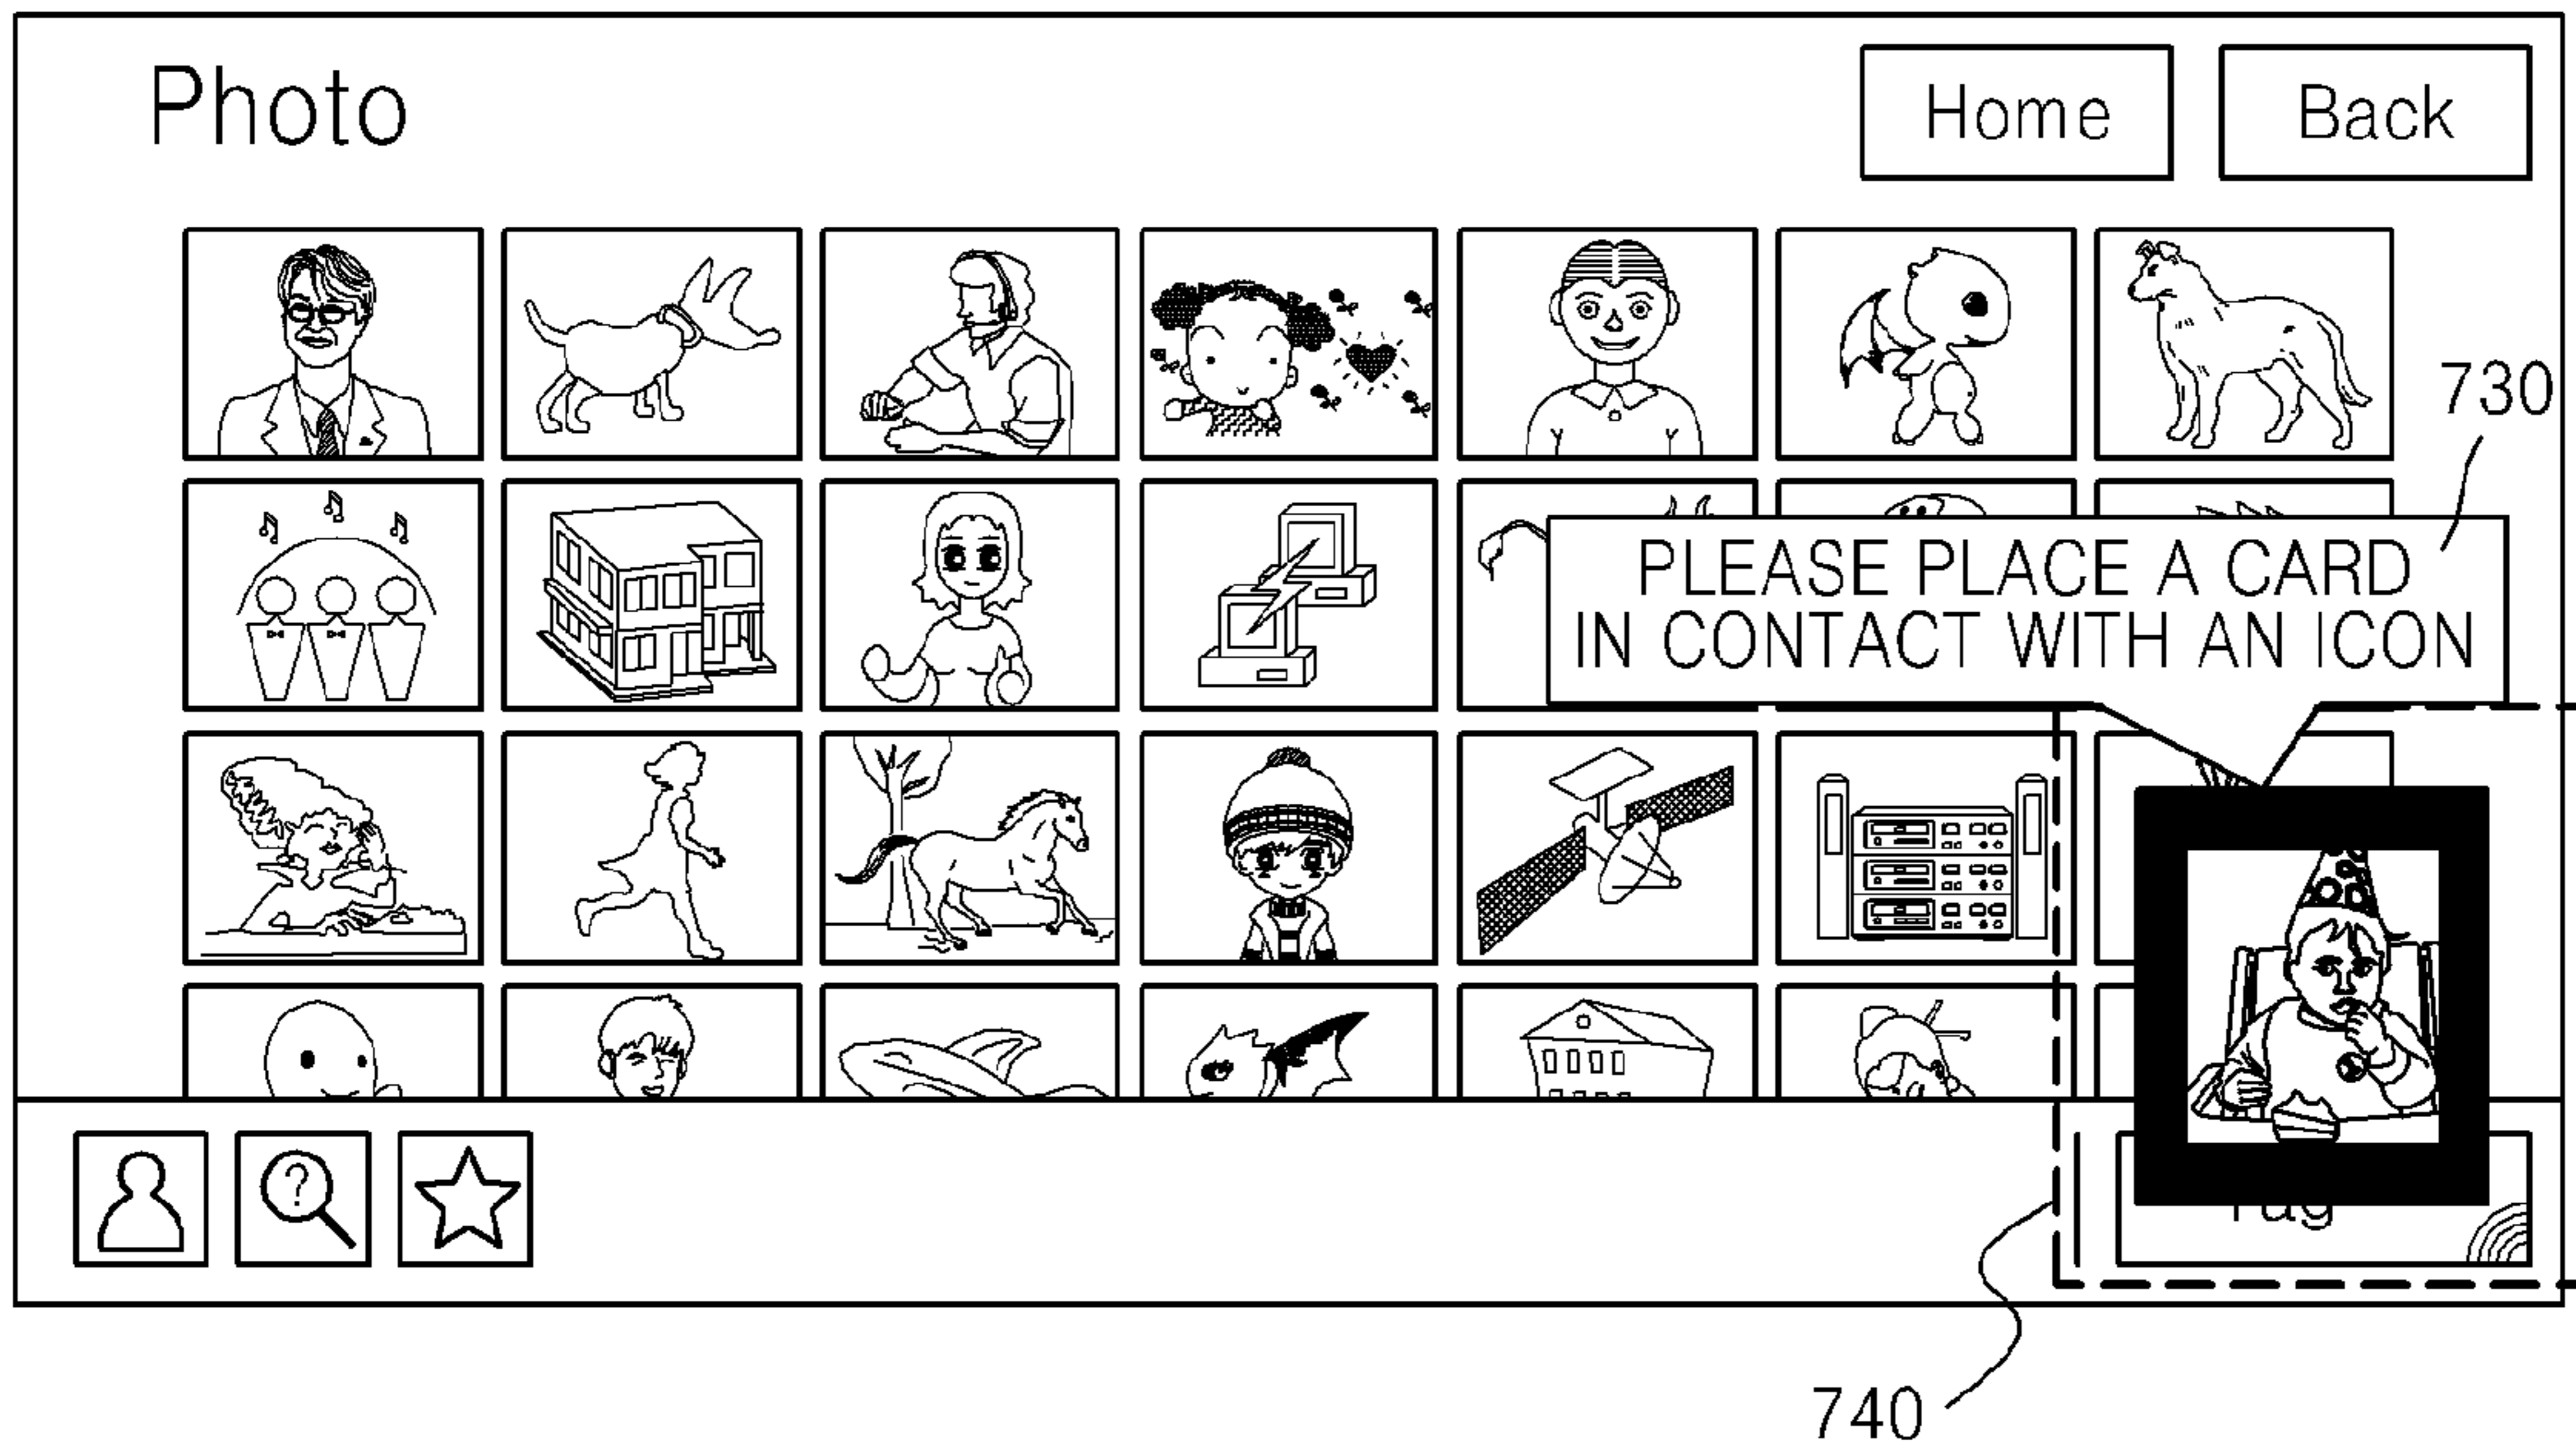 Photo
Home
Back
730
PLEASE PLACE A CARD
IN CONTACT WITH AN ICON
?
740